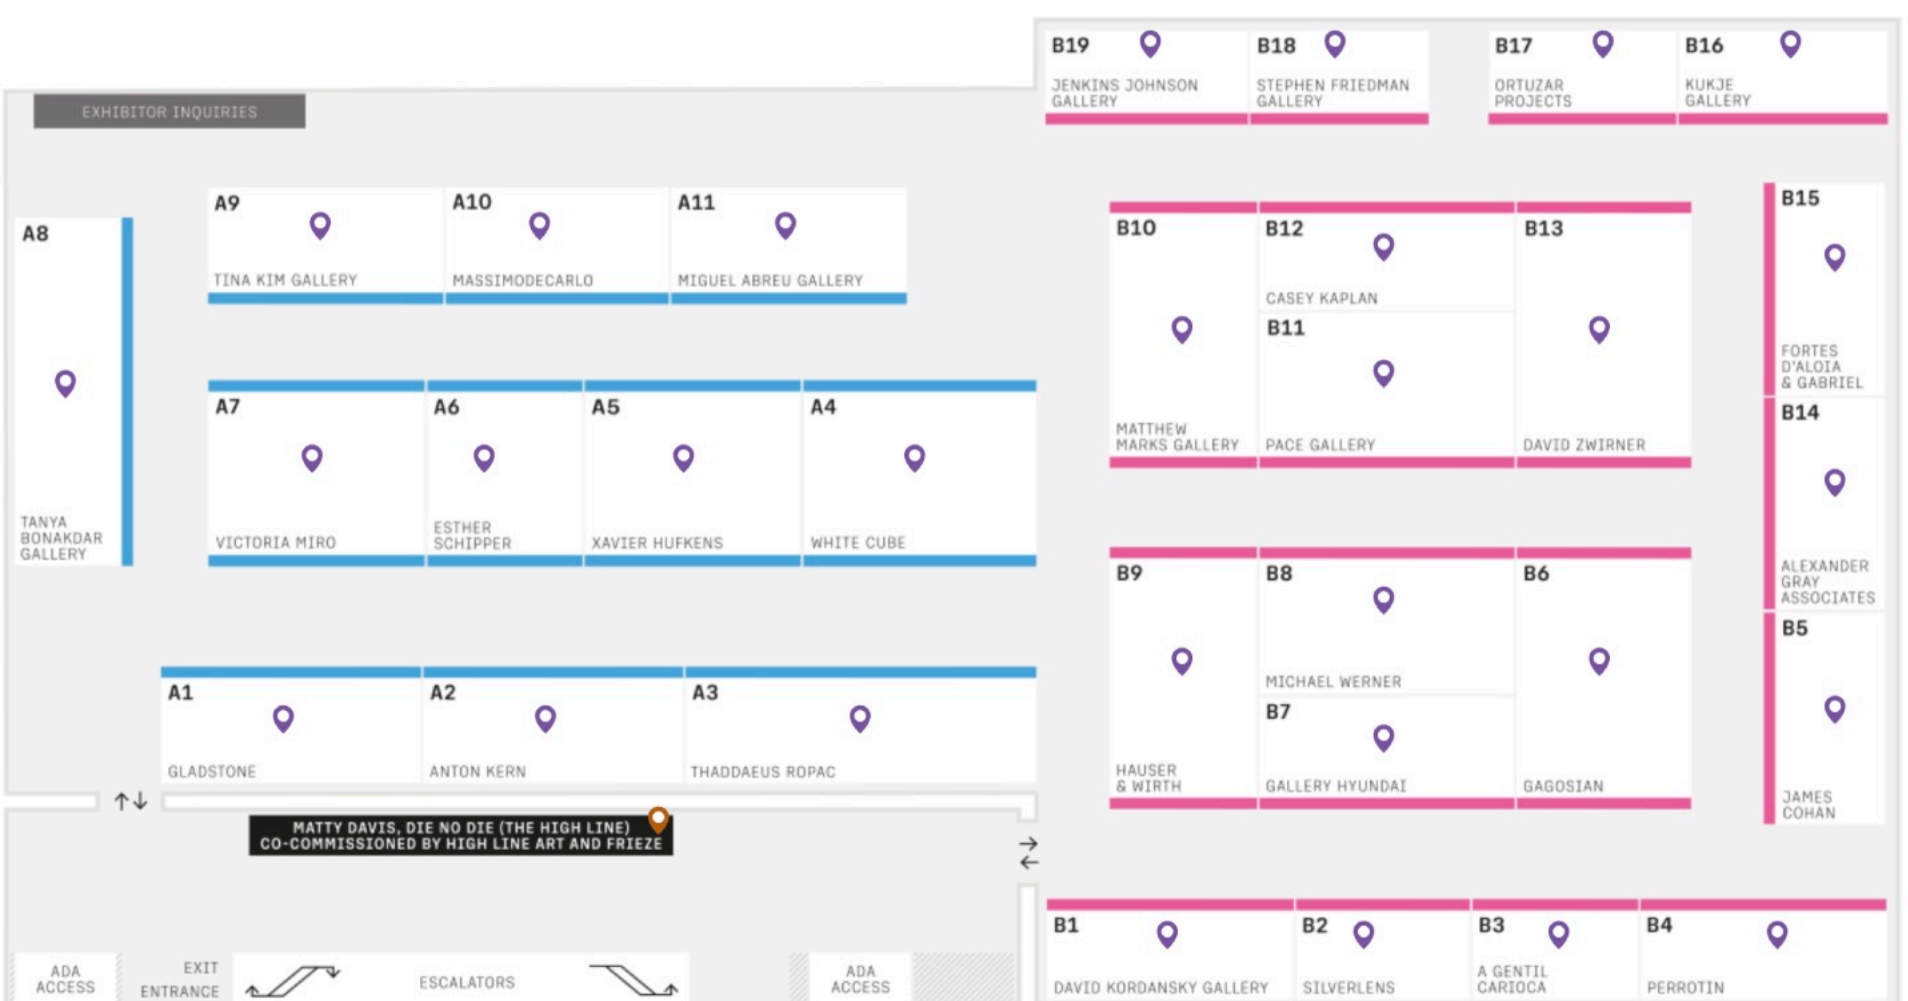 B19
JENKINS JOHNSON
GALLERY
B18
STEPHEN FRIEDMAN
GALLERY
B17
ORTUZAR
PROJECTS
B16
KUKJE
GALLERY
EXHIBITOR INQUIRIES
A8
TANYA
BONAKDAR
GALLERY
A9
TINA KIM GALLERY
A10
MASSIMODECARLO
A11
MIGUEL ABREU GALLERY
A7
VICTORIA MIRO
A6
ESTHER
SCHIPPER
A5
XAVIER HUFKENS
A4
WHITE CUBE
A1
GLADSTONE
A2
ANTON KERN
A3
THADDAEUS ROPAC
B10
MATTHEW
MARKS GALLERY
B12
CASEY KAPLAN
B11
PACE GALLERY
B13
DAVID ZWIRNER
B15
FORTES
D'ALOIA
& GABRIEL
B14
ALEXANDER
GRAY
ASSOCIATES
B5
JAMES
COHAN
B9
HAUSER
& WIRTH
B8
MICHAEL WERNER
B7
GALLERY HYUNDAI
B6
GAGOSIAN
MATTY DAVIS, DIE NO DIE (THE HIGH LINE)
CO-COMMISSIONED BY HIGH LINE ART AND FRIEZE
B1
DAVID KORDANSKY GALLERY
B2
SILVERLENS
B3
A GENTIL
CARIOCA
B4
PERROTIN
ADA
ACCESS
EXIT
ENTRANCE
ESCALATORS
ADA
ACCESS